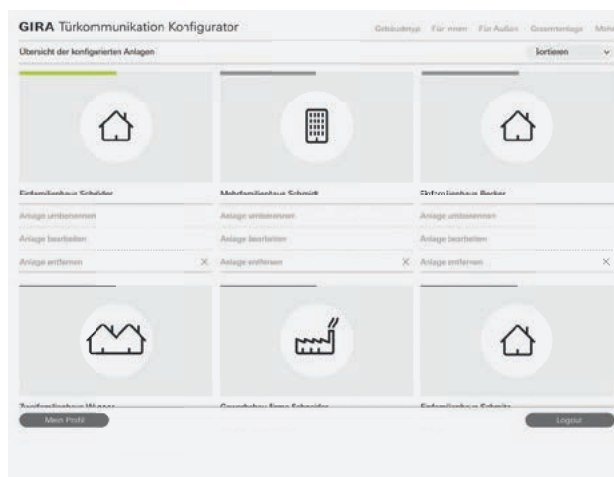 GIRA Türkommunikation Konfigurator
Gebäudetyp Für Innen Für Außen Gesamtanlage Mehr
Übersicht der konfigurierten Anlagen Sortieren
Einfamilienhaus Schröder Mehrfamilienhaus Schmidt Einfamilienhaus Becker
Anlage umbenennen Anlage umbenennen Anlage umbenennen
Anlage bearbeiten Anlage bearbeiten Anlage bearbeiten
Anlage entfernen Anlage entfernen Anlage entfernen
Zweifamilienhaus Gewerbebau Firma Schneider Einfamilienhaus Schmitz
Mein Profil Logout